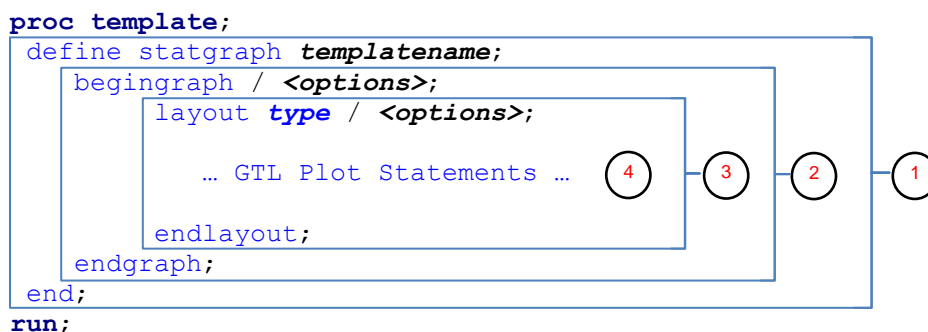 proc template;
define statgraph templatename;
begingraph / <options>;
layout type / <options>;
… GTL Plot Statements … 4 3 2 1
endlayout;
endgraph;
end;
run;